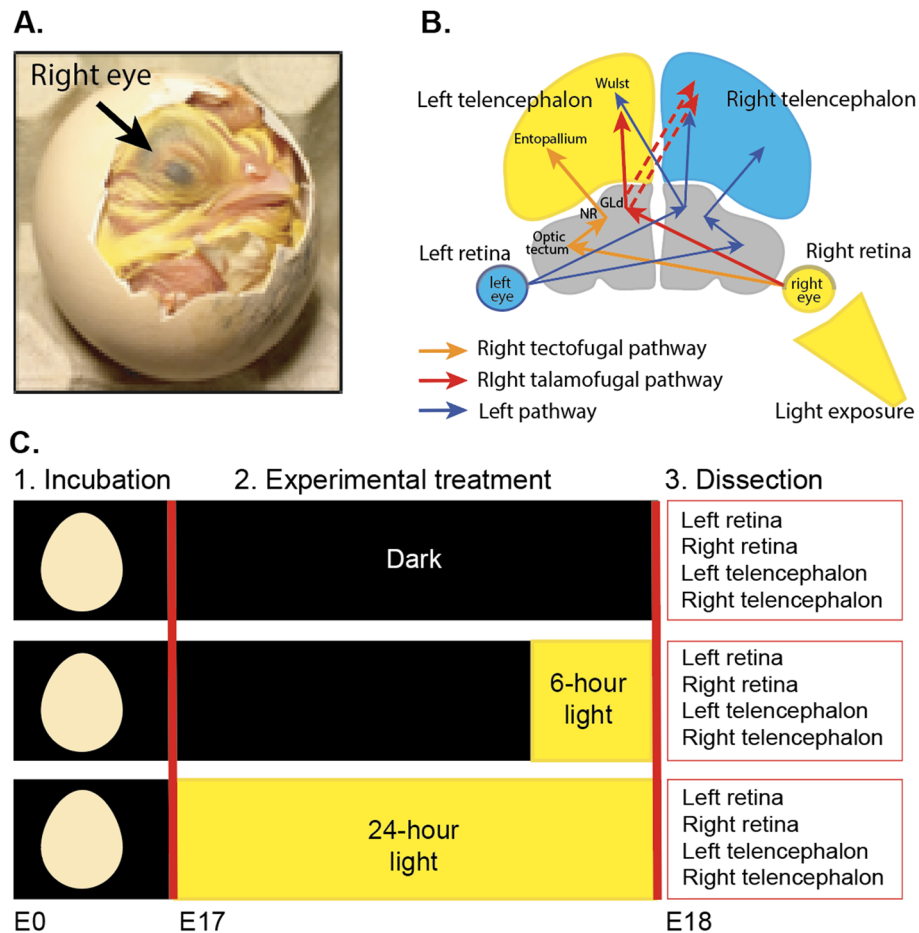 A.
Right eye
B.
Left telencephalon
Wulst
Right telencephalon
Entopallium
GLd
NR
Optic
tectum
Left retina
Right retina
left
eye
right
eye
Right tectofugal pathway
RIght talamofugal pathway
Left pathway
Light exposure
C.
1. Incubation
2. Experimental treatment
3. Dissection
Dark
Left retina
Right retina
Left telencephalon
Right telencephalon
6-hour
light
Left retina
Right retina
Left telencephalon
Right telencephalon
24-hour
light
Left retina
Right retina
Left telencephalon
Right telencephalon
E0
E17
E18